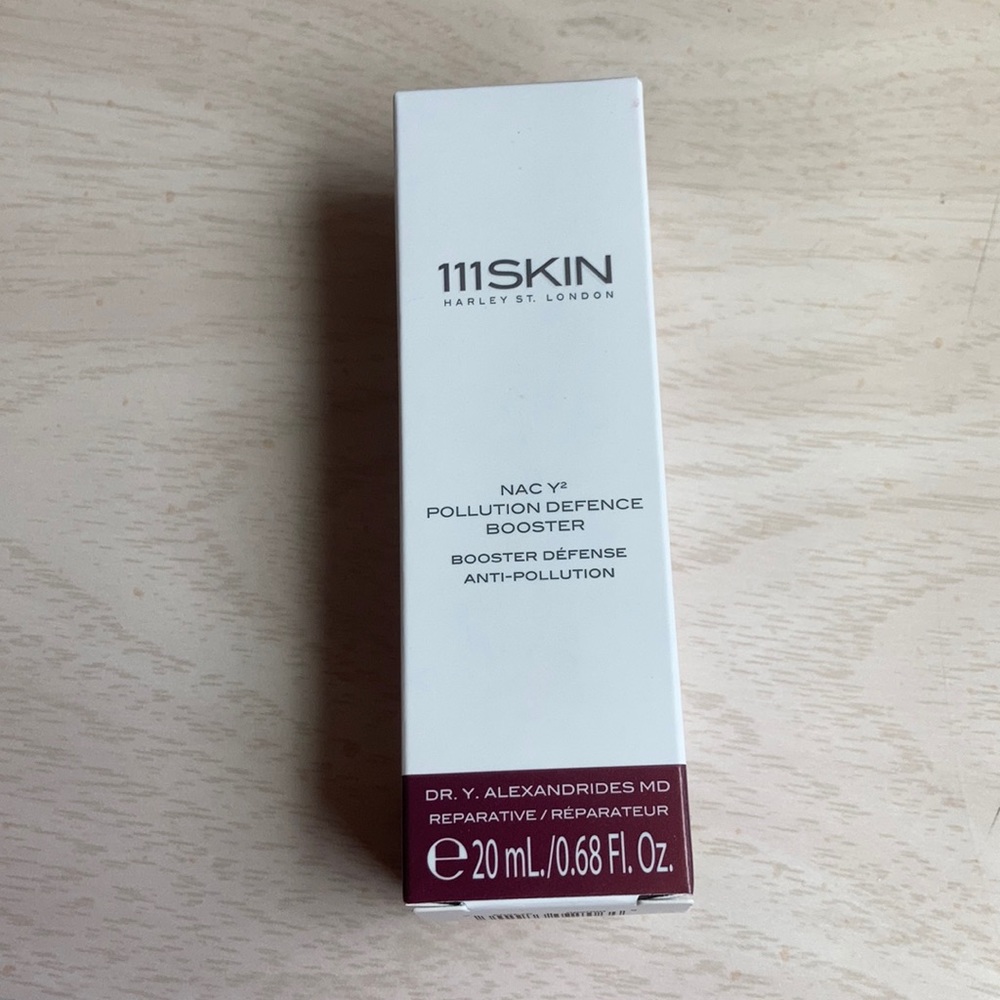 111SKIN
HARLEY ST. LONDON
NAC Y²
POLLUTION DEFENCE
BOOSTER
BOOSTER DÉFENSE
ANTI-POLLUTION
DR. Y. ALEXANDRIDES MD
REPARATIVE / RÉPARATEUR
℮ 20 mL./0.68 Fl. Oz.